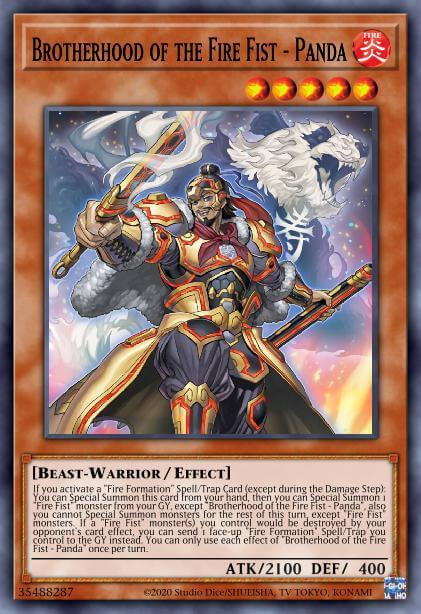 BROTHERHOOD OF THE FIRE FIST - PANDA
FIRE
炎
寿
[BEAST-WARRIOR / EFFECT]
If you activate a "Fire Formation" Spell/Trap Card (except during the Damage Step):
You can Special Summon this card from your hand, then you can Special Summon 1
"Fire Fist" monster from your GY, except "Brotherhood of the Fire Fist - Panda", also
you cannot Special Summon monsters for the rest of this turn, except "Fire Fist"
monsters. If a "Fire Fist" monster(s) you control would be destroyed by your
opponent's card effect, you can send 1 face-up "Fire Formation" Spell/Trap you
control to the GY instead. You can only use each effect of "Brotherhood of the Fire
Fist - Panda" once per turn.
ATK/2100 DEF/ 400
35488287
©2020 Studio Dice/SHUEISHA, TV TOKYO, KONAMI